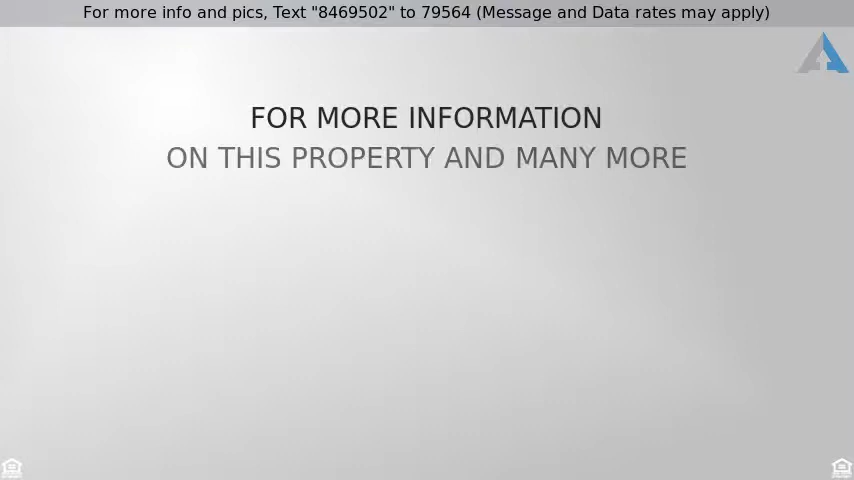 For more info and pics, Text "8469502" to 79564 (Message and Data rates may apply)
FOR MORE INFORMATION
ON THIS PROPERTY AND MANY MORE